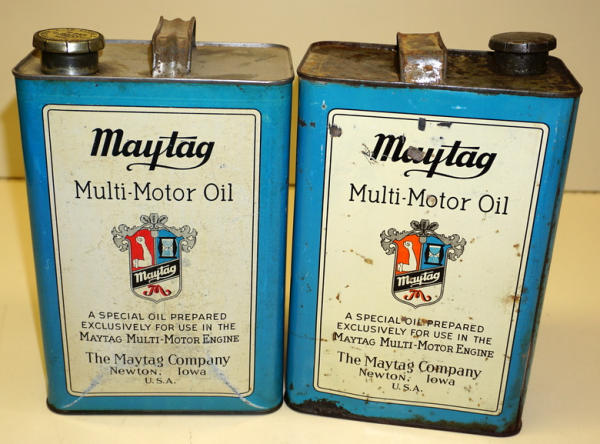 Maytag
Multi-Motor Oil
Maytag
M
A SPECIAL OIL PREPARED
EXCLUSIVELY FOR USE IN THE
MAYTAG MULTI-MOTOR ENGINE
The Maytag Company
NEWTON, IOWA
U.S.A.
Maytag
Multi-Motor Oil
Maytag
M
A SPECIAL OIL PREPARED
EXCLUSIVELY FOR USE IN THE
MAYTAG MULTI-MOTOR ENGINE
The Maytag Company
NEWTON, IOWA
U.S.A.